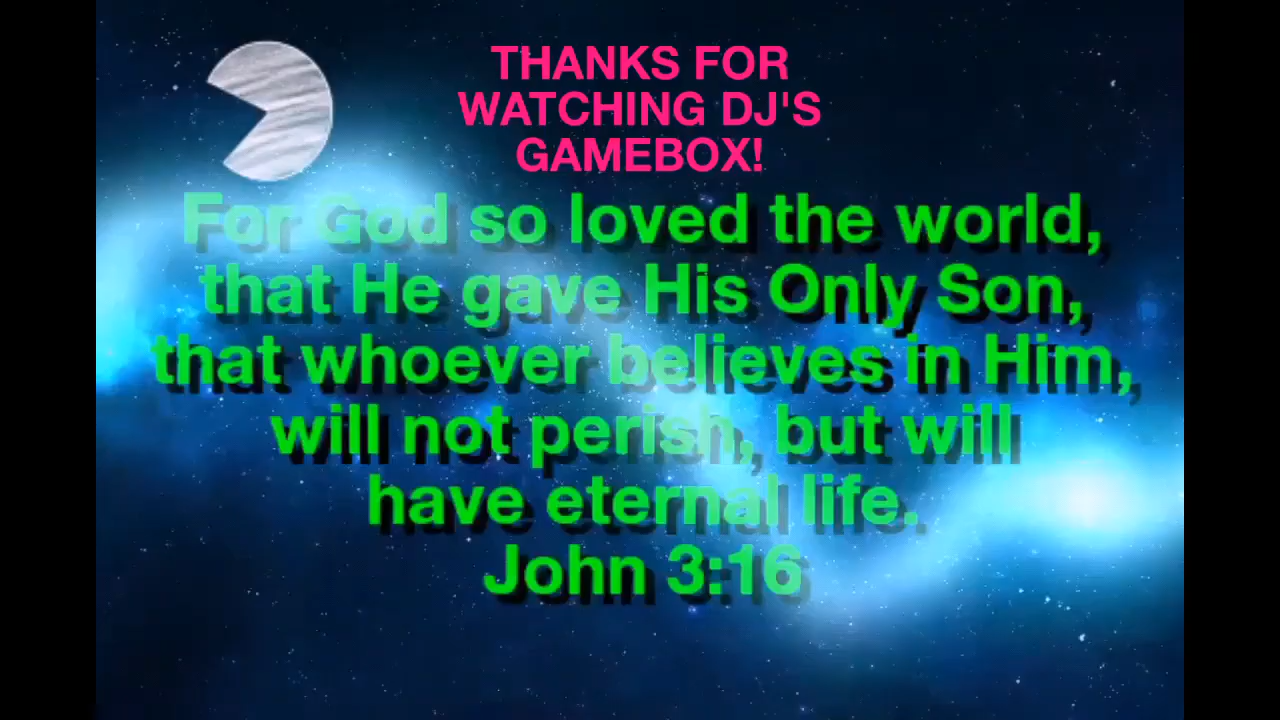 THANKS FOR
WATCHING DJ'S
GAMEBOX!
For God so loved the world,
that He gave His Only Son,
that whoever believes in Him,
will not perish, but will
have eternal life.
John 3:16